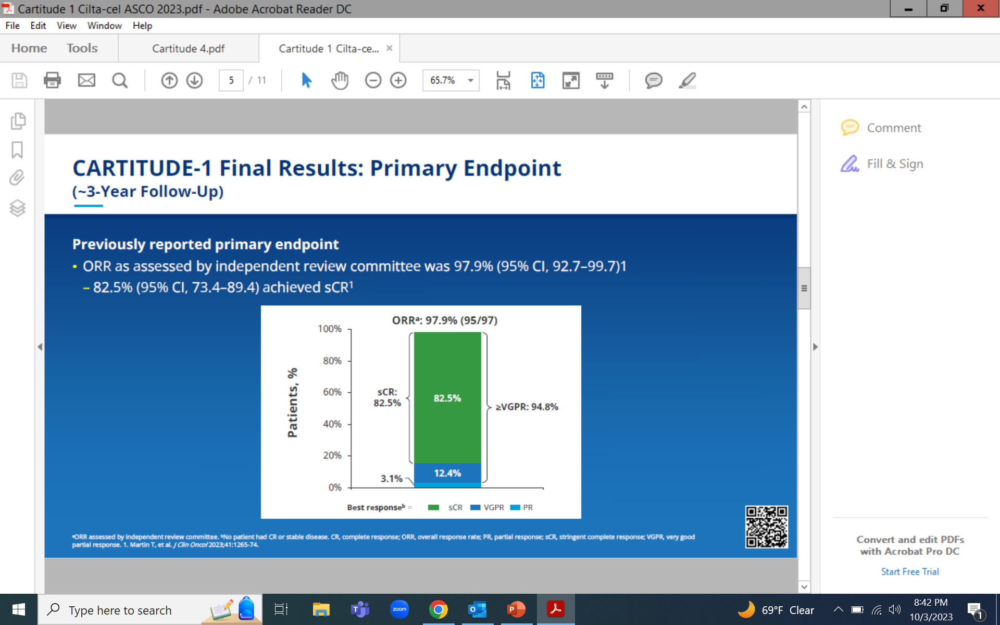 Cartitude 1 Cilta-cel ASCO 2023.pdf - Adobe Acrobat Reader DC
File Edit View Window Help
Home Tools Cartitude 4.pdf Cartitude 1 Cilta-ce... ×
5 / 11 65.7%
Comment
Fill & Sign
CARTITUDE-1 Final Results: Primary Endpoint
(~3-Year Follow-Up)
Previously reported primary endpoint
• ORR as assessed by independent review committee was 97.9% (95% CI, 92.7–99.7)1
– 82.5% (95% CI, 73.4–89.4) achieved sCR¹
ORRᵃ: 97.9% (95/97)
Patients, %
100%
80%
60%
40%
20%
0%
sCR:
82.5%
82.5%
≥VGPR: 94.8%
12.4%
3.1%
Best responseᵇ = sCR VGPR PR
ᵃORR assessed by independent review committee. ᵇNo patient had CR or stable disease. CR, complete response; ORR, overall response rate; PR, partial response; sCR, stringent complete response; VGPR, very good
partial response. 1. Martin T, et al. J Clin Oncol 2023;41:1265-74.
Convert and edit PDFs
with Acrobat Pro DC
Start Free Trial
Type here to search
zoom
69°F Clear
8:42 PM
10/3/2023
1